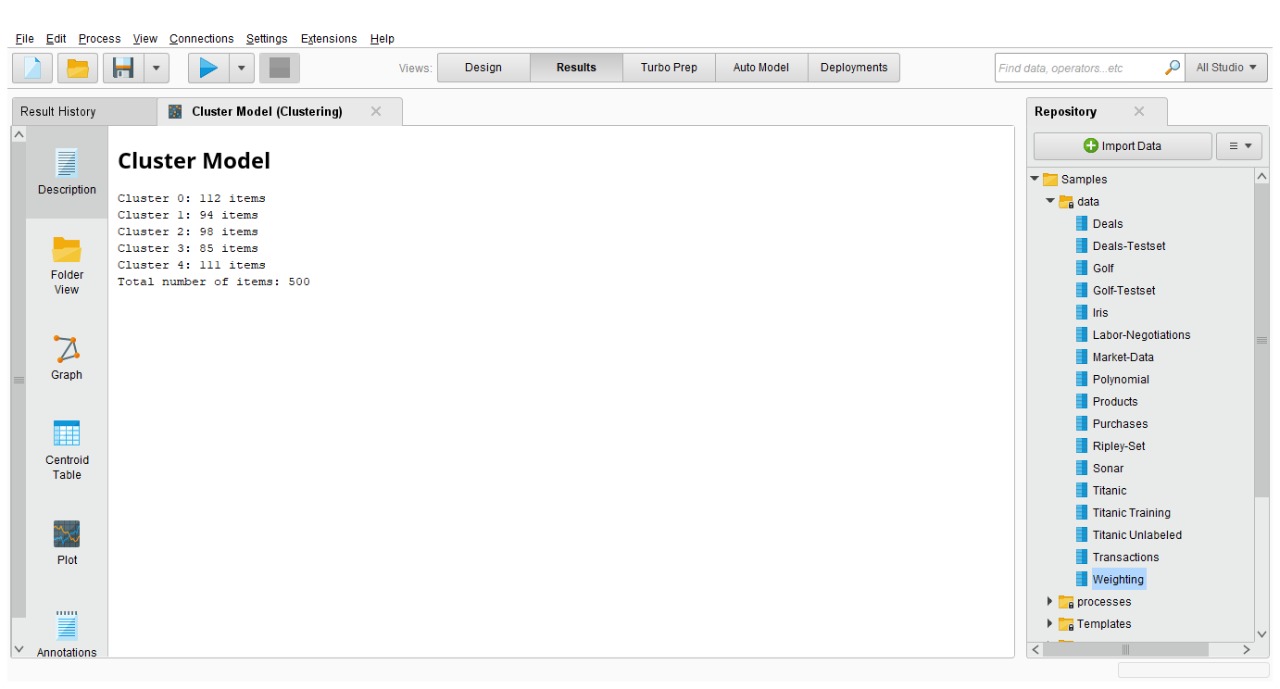 File Edit Process View Connections Settings Extensions Help
Views: Design Results Turbo Prep Auto Model Deployments Find data, operators...etc All Studio
Result History Cluster Model (Clustering)
Description
Folder
View
Graph
Centroid
Table
Plot
Annotations
Cluster Model
Cluster 0: 112 items
Cluster 1: 94 items
Cluster 2: 98 items
Cluster 3: 85 items
Cluster 4: 111 items
Total number of items: 500
Repository
Import Data
Samples
data
Deals
Deals-Testset
Golf
Golf-Testset
Iris
Labor-Negotiations
Market-Data
Polynomial
Products
Purchases
Ripley-Set
Sonar
Titanic
Titanic Training
Titanic Unlabeled
Transactions
Weighting
processes
Templates